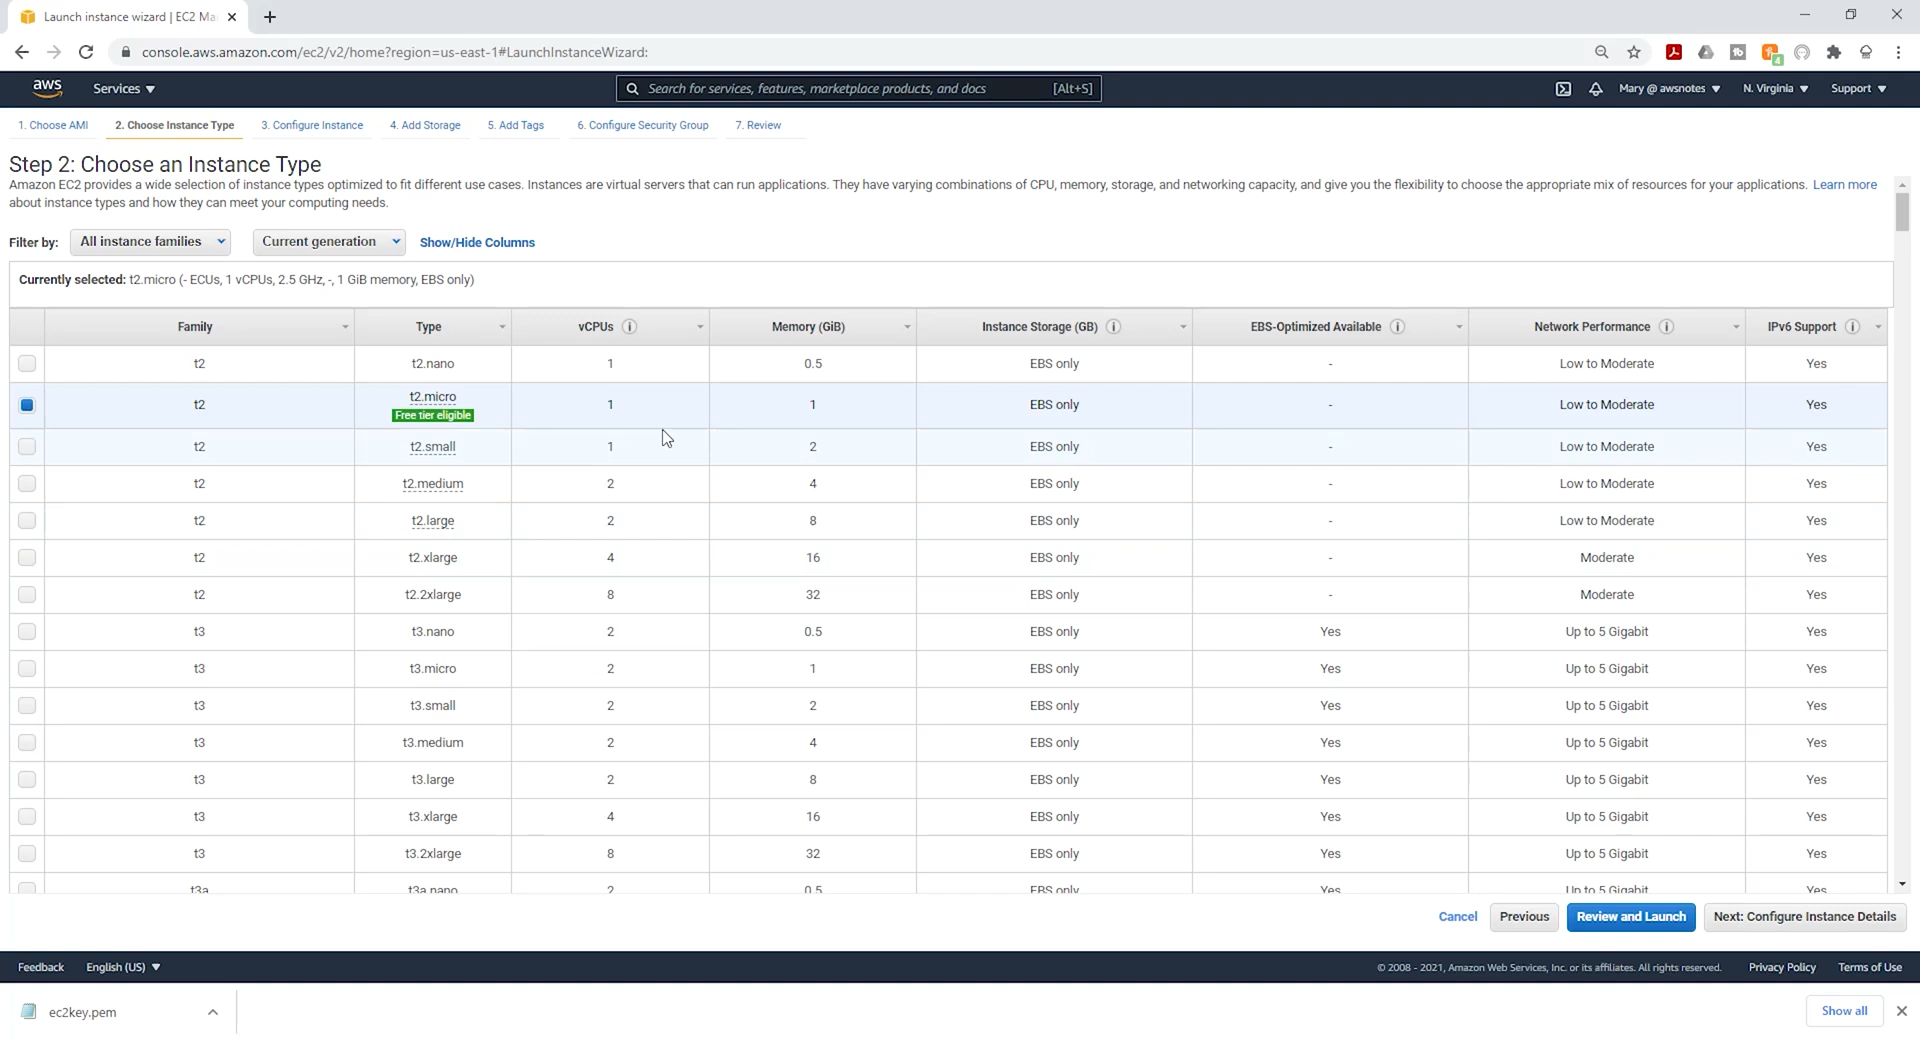 Launch instance wizard | EC2 Ma
console.aws.amazon.com/ec2/v2/home?region=us-east-1#LaunchInstanceWizard:
4
aws Services Search for services, features, marketplace products, and docs [Alt+S] Mary @ awsnotes N. Virginia Support
1. Choose AMI 2. Choose Instance Type 3. Configure Instance 4. Add Storage 5. Add Tags 6. Configure Security Group 7. Review
Step 2: Choose an Instance Type
Amazon EC2 provides a wide selection of instance types optimized to fit different use cases. Instances are virtual servers that can run applications. They have varying combinations of CPU, memory, storage, and networking capacity, and give you the flexibility to choose the appropriate mix of resources for your applications. Learn more
about instance types and how they can meet your computing needs.
Filter by: All instance families Current generation Show/Hide Columns
Currently selected: t2.micro (- ECUs, 1 vCPUs, 2.5 GHz, -, 1 GiB memory, EBS only)
Family Type vCPUs Memory (GiB) Instance Storage (GB) EBS-Optimized Available Network Performance IPv6 Support
t2 t2.nano 1 0.5 EBS only - Low to Moderate Yes
t2 t2.micro 1 1 EBS only - Low to Moderate Yes
Free tier eligible
t2 t2.small 1 2 EBS only - Low to Moderate Yes
t2 t2.medium 2 4 EBS only - Low to Moderate Yes
t2 t2.large 2 8 EBS only - Low to Moderate Yes
t2 t2.xlarge 4 16 EBS only - Moderate Yes
t2 t2.2xlarge 8 32 EBS only - Moderate Yes
t3 t3.nano 2 0.5 EBS only Yes Up to 5 Gigabit Yes
t3 t3.micro 2 1 EBS only Yes Up to 5 Gigabit Yes
t3 t3.small 2 2 EBS only Yes Up to 5 Gigabit Yes
t3 t3.medium 2 4 EBS only Yes Up to 5 Gigabit Yes
t3 t3.large 2 8 EBS only Yes Up to 5 Gigabit Yes
t3 t3.xlarge 4 16 EBS only Yes Up to 5 Gigabit Yes
t3 t3.2xlarge 8 32 EBS only Yes Up to 5 Gigabit Yes
t3a t3a.nano 2 0.5 EBS only Yes Up to 5 Gigabit Yes
Cancel Previous Review and Launch Next: Configure Instance Details
Feedback English (US) © 2008 - 2021, Amazon Web Services, Inc. or its affiliates. All rights reserved. Privacy Policy Terms of Use
ec2key.pem Show all